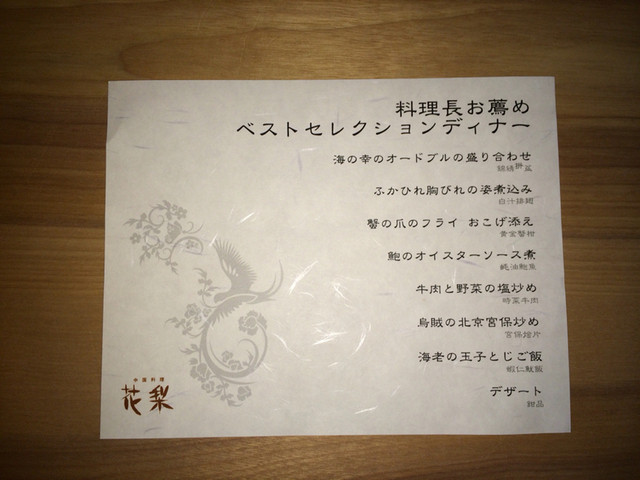 料理長お薦め
ベストセレクションディナー
海の幸のオードブルの盛り合わせ
錦綉拼盆
ふかひれ胸びれの姿煮込み
白汁排翅
蟹の爪のフライ おこげ添え
黄金蟹柑
鮑のオイスターソース煮
蠔油鮑魚
牛肉と野菜の塩炒め
時菜牛肉
烏賊の北京宮保炒め
宮保
海老の玉子とじご飯
蝦仁
デザート
甜品
中国料理
花梨